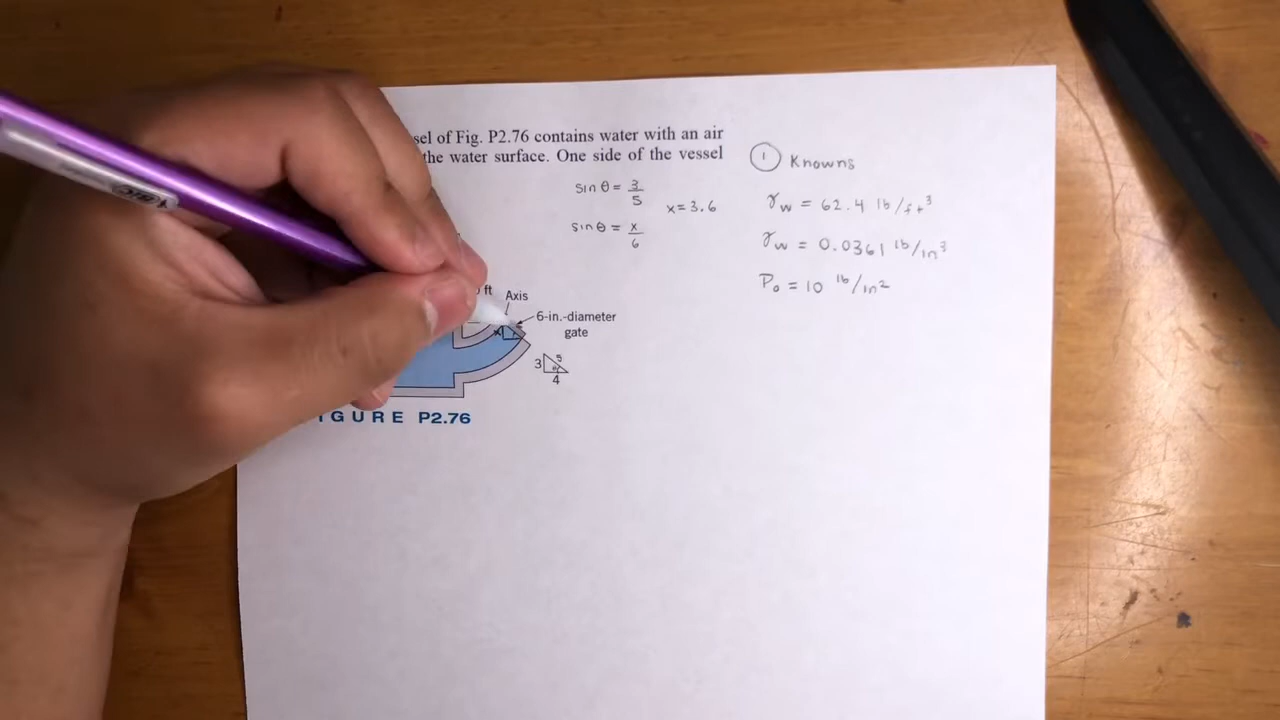 sel of Fig. P2.76 contains water with an air
the water surface. One side of the vessel
sin θ = 3/5
x = 3.6
sin θ = x/6
① Knowns
γw = 62.4 lb/ft³
γw = 0.0361 lb/in³
P₀ = 10 lb/in²
ft
Axis
6-in.-diameter
gate
x
3
5
θ
4
IGURE P2.76
BIC